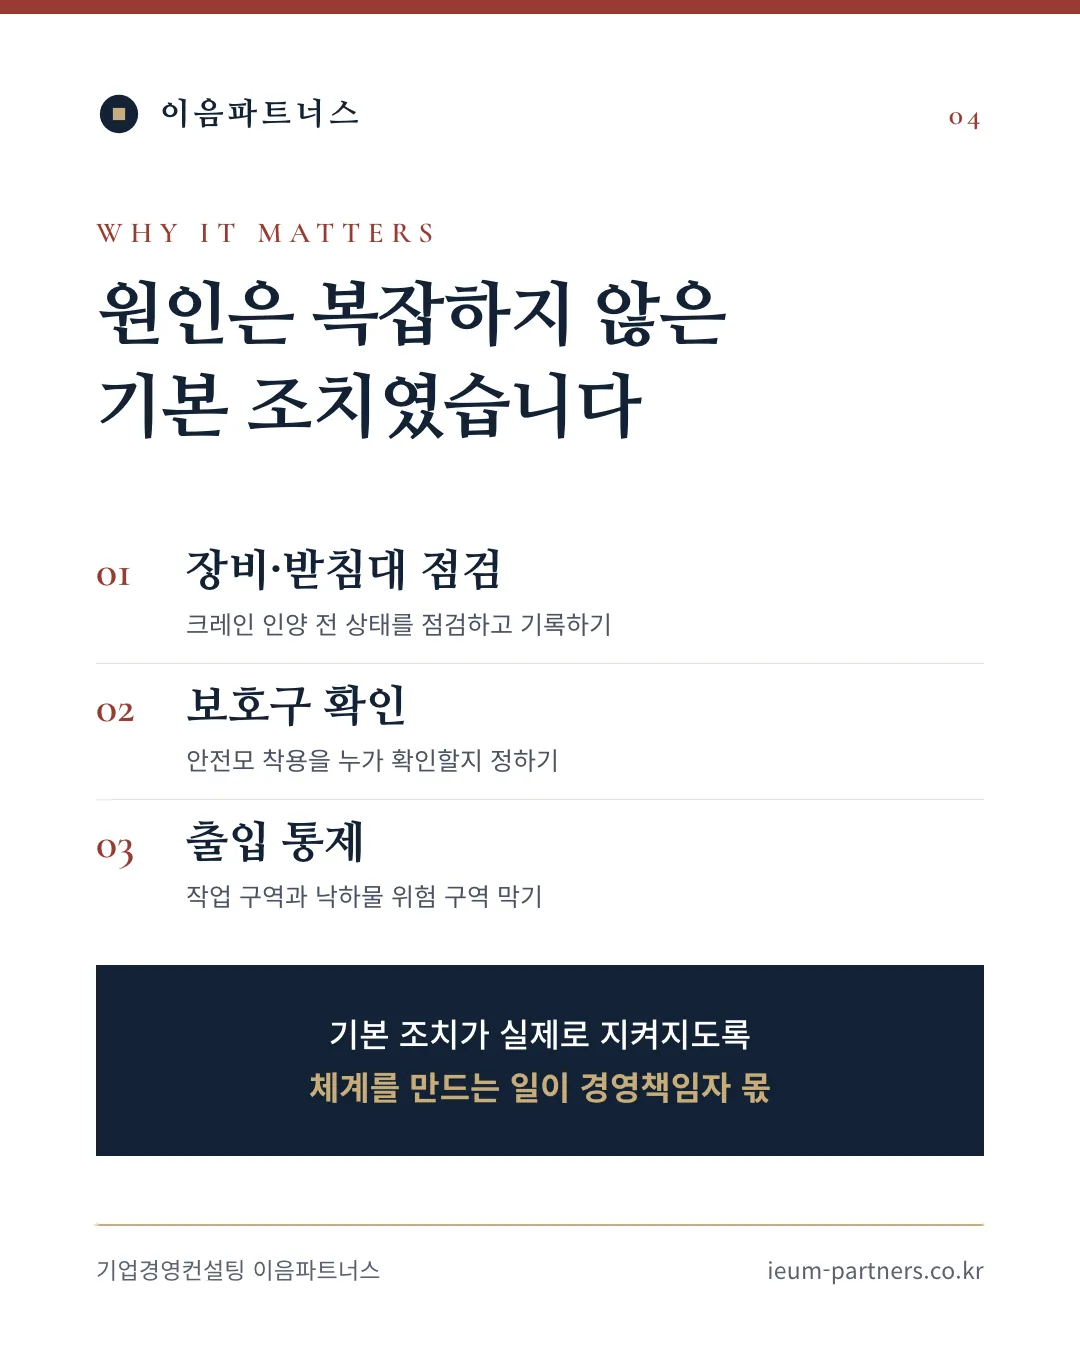 이음파트너스
04
WHY IT MATTERS
원인은 복잡하지 않은
기본 조치였습니다
01 장비·받침대 점검
크레인 인양 전 상태를 점검하고 기록하기
02 보호구 확인
안전모 착용을 누가 확인할지 정하기
03 출입 통제
작업 구역과 낙하물 위험 구역 막기
기본 조치가 실제로 지켜지도록
체계를 만드는 일이 경영책임자 몫
기업경영컨설팅 이음파트너스
ieum-partners.co.kr